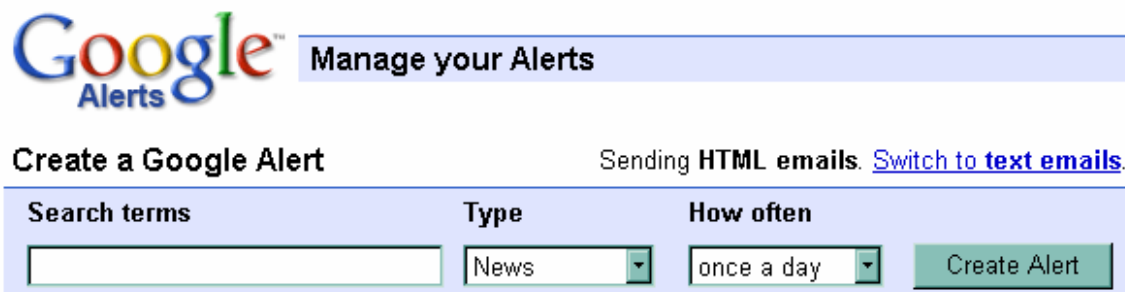 Google™ Alerts
Manage your Alerts
Create a Google Alert
Sending HTML emails. Switch to text emails.
Search terms Type How often
News once a day Create Alert